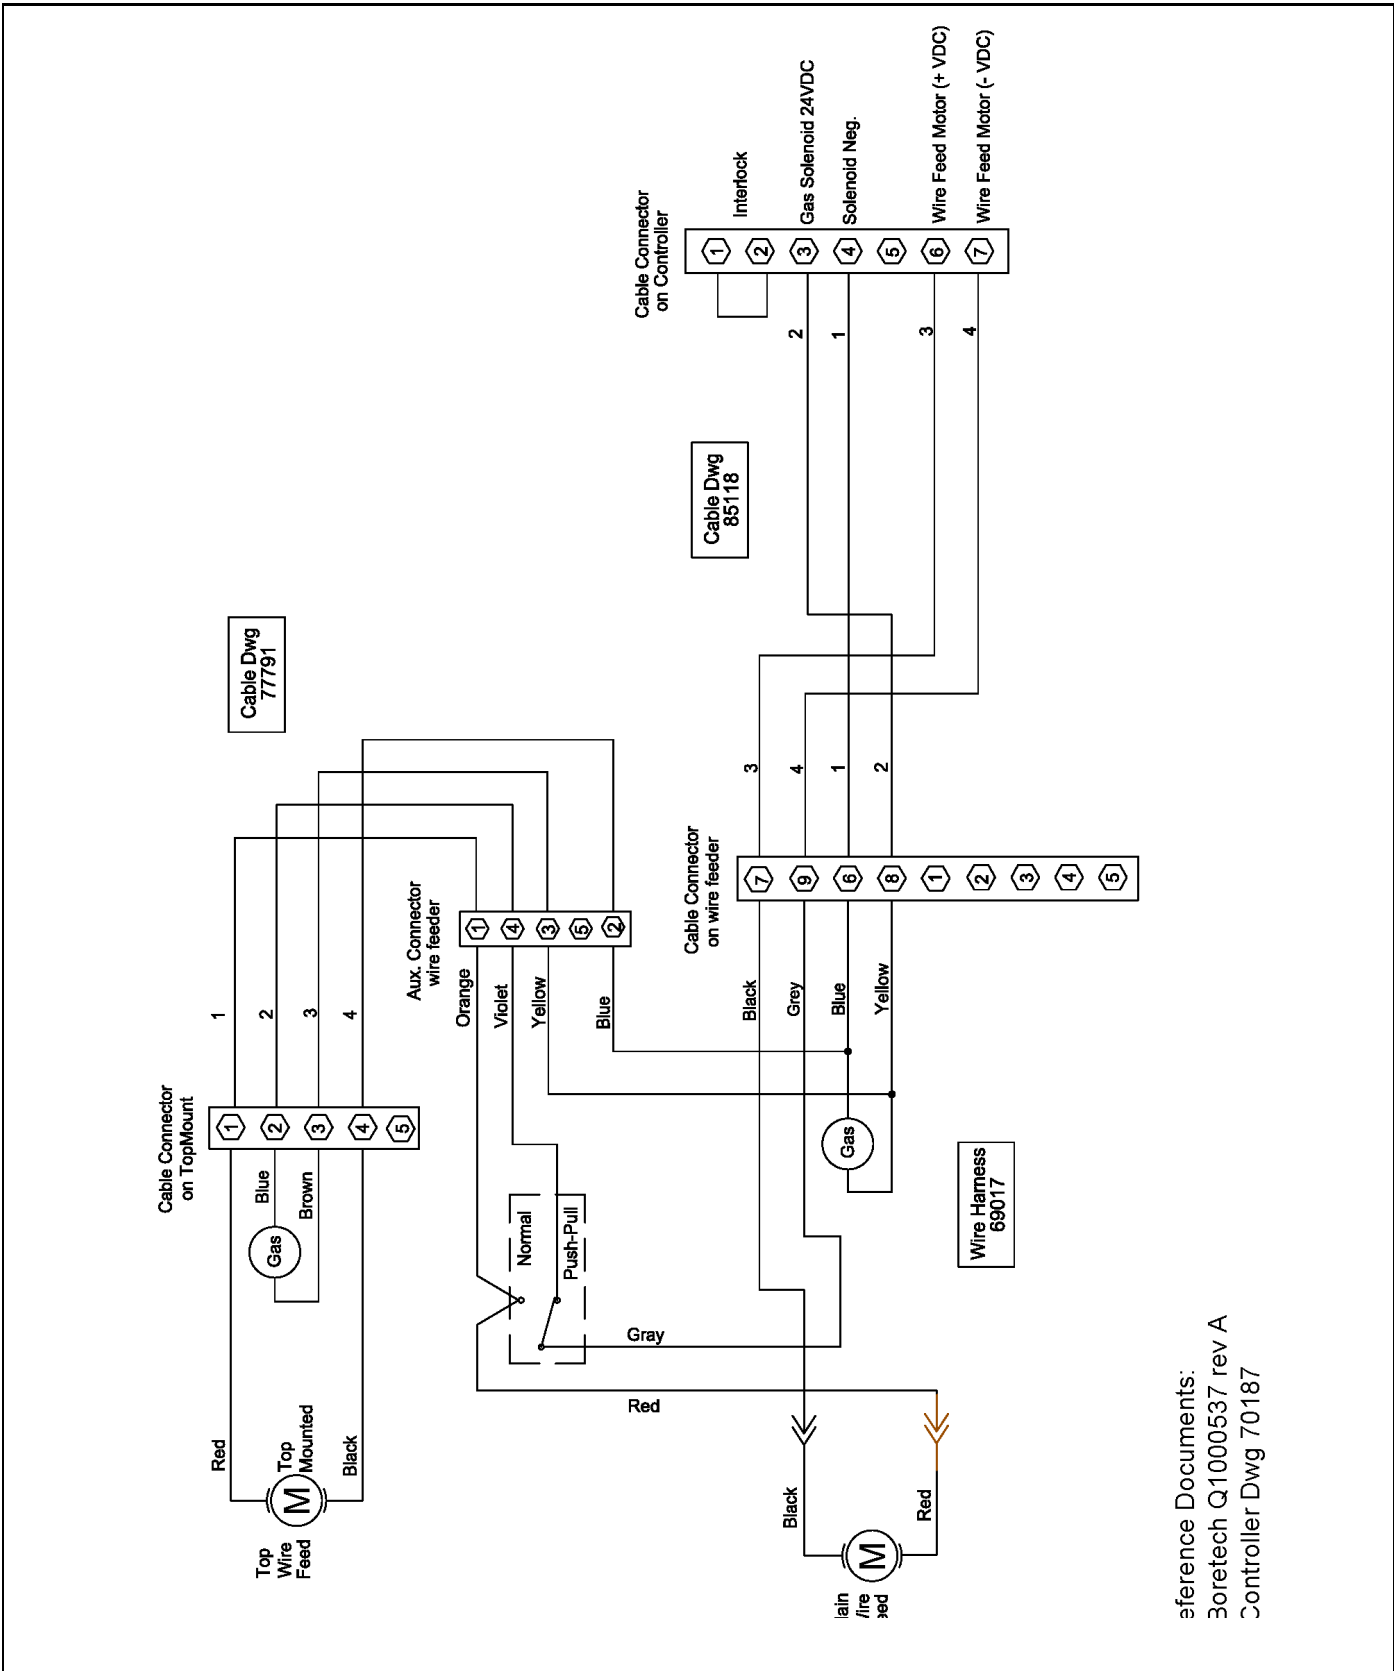 Cable Connector
on Controller
1
2
3
4
5
6
7
Interlock
Gas Solenoid 24VDC
Solenoid Neg.
Wire Feed Motor (+ VDC)
Wire Feed Motor (- VDC)
2
1
3
4
Cable Dwg
85118
Cable Dwg
77791
3
4
1
2
Cable Connector
on wire feeder
7
9
6
8
1
2
3
4
5
Black
Grey
Blue
Yellow
Aux. Connector
wire feeder
1
4
3
5
2
Orange
Violet
Yellow
Blue
1
2
3
4
Cable Connector
on TopMount
1
2
3
4
5
Blue
Brown
Gas
Red
Black
Top
Mounted
M
Top
Wire
Feed
Normal
Push-Pull
Gray
Red
Gas
Wire Harness
69017
Black
Red
M
lain
/ire
eed
eference Documents:
Boretech Q1000537 rev A
Controller Dwg 70187